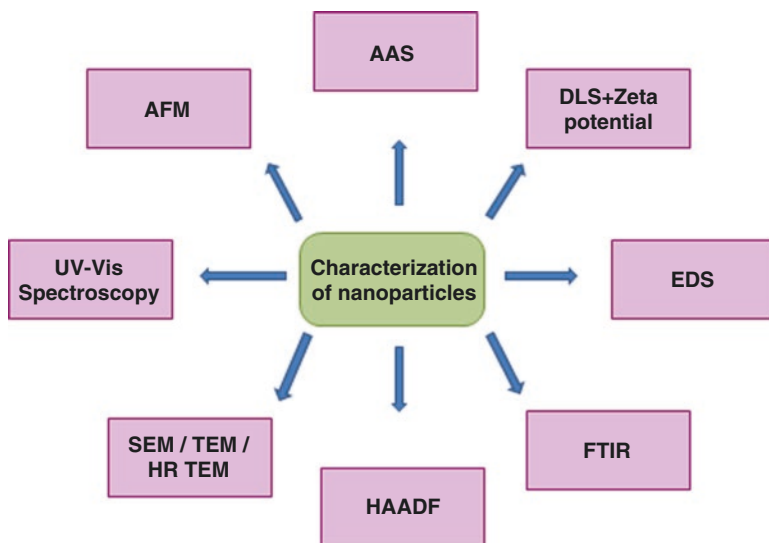 AAS
AFM
DLS+Zeta
potential
UV-Vis
Spectroscopy
Characterization
of nanoparticles
EDS
SEM / TEM /
HR TEM
FTIR
HAADF